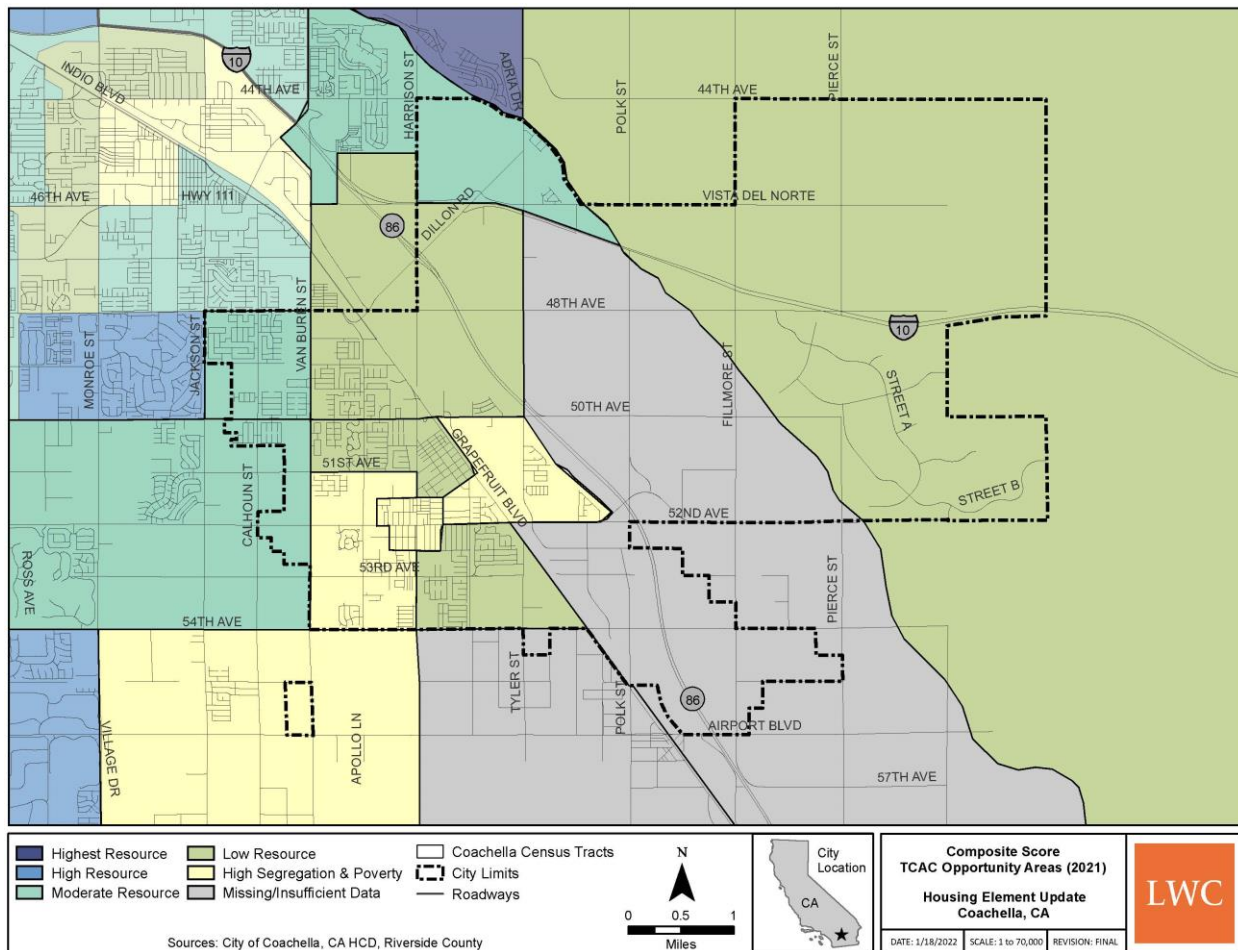 INDIO BLVD
10
44TH AVE
HARRISON ST
ADRIA DR
POLK ST
44TH AVE
PIERCE ST
46TH AVE
HWY 111
86
DILLON RD
VISTA DEL NORTE
MONROE ST
JACKSON ST
VAN BUREN ST
48TH AVE
FILLMORE ST
10
STREET A
50TH AVE
CALHOUN ST
51ST AVE
GRAPEFRUIT BLVD
STREET B
52ND AVE
ROSS AVE
53RD AVE
PIERCE ST
54TH AVE
TYLER ST
POLK ST
86
VILLAGE DR
APOLLO LN
AIRPORT BLVD
57TH AVE
Highest Resource
High Resource
Moderate Resource
Low Resource
High Segregation & Poverty
Missing/Insufficient Data
Coachella Census Tracts
City Limits
Roadways
N
0 0.5 1
Miles
City
Location
CA
Sources: City of Coachella, CA HCD, Riverside County
Composite Score
TCAC Opportunity Areas (2021)
Housing Element Update
Coachella, CA
DATE: 1/18/2022 SCALE: 1 to 70,000 REVISION: FINAL
LWC